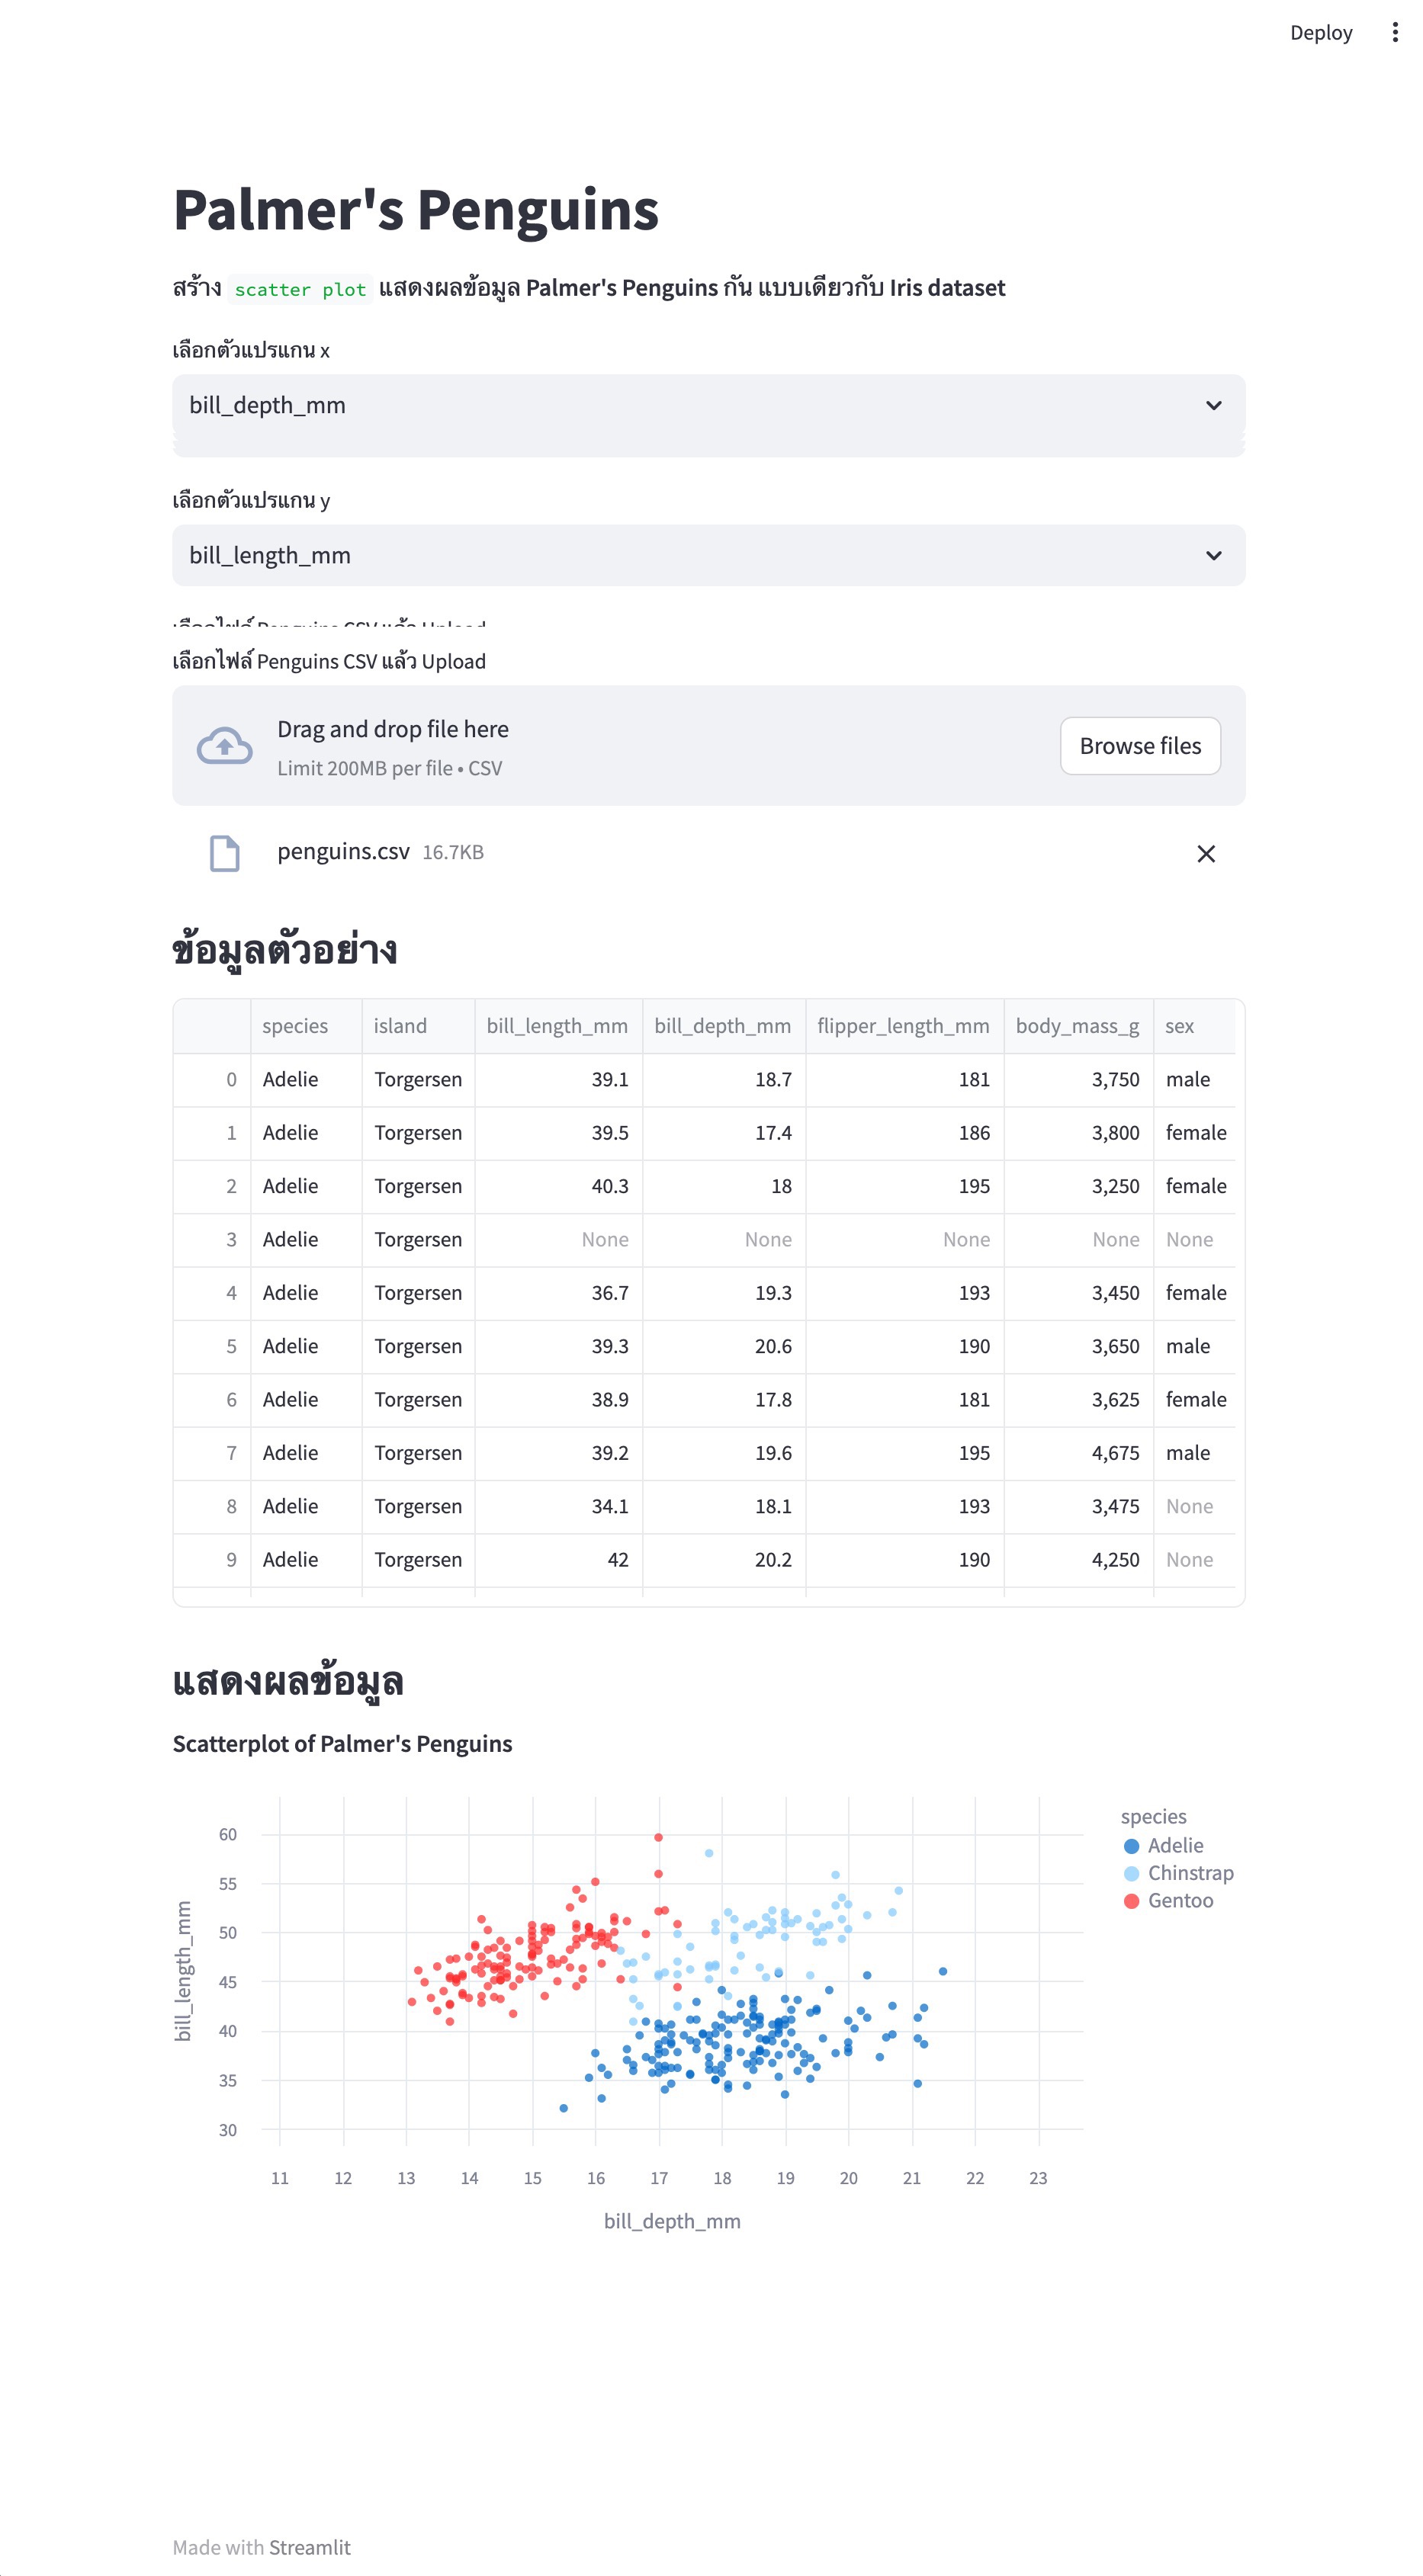 Deploy
Palmer's Penguins
สร้าง scatter plot แสดงผลข้อมูล Palmer's Penguins กัน แบบเดียวกับ Iris dataset
เลือกตัวแปรแกน x
bill_depth_mm
เลือกตัวแปรแกน y
bill_length_mm
เลือกไฟล์ Penguins CSV แล้ว Upload
เลือกไฟล์ Penguins CSV แล้ว Upload
Drag and drop file here
Limit 200MB per file • CSV
Browse files
penguins.csv 16.7KB
ข้อมูลตัวอย่าง
species island bill_length_mm bill_depth_mm flipper_length_mm body_mass_g sex
0 Adelie Torgersen 39.1 18.7 181 3,750 male
1 Adelie Torgersen 39.5 17.4 186 3,800 female
2 Adelie Torgersen 40.3 18 195 3,250 female
3 Adelie Torgersen None None None None None
4 Adelie Torgersen 36.7 19.3 193 3,450 female
5 Adelie Torgersen 39.3 20.6 190 3,650 male
6 Adelie Torgersen 38.9 17.8 181 3,625 female
7 Adelie Torgersen 39.2 19.6 195 4,675 male
8 Adelie Torgersen 34.1 18.1 193 3,475 None
9 Adelie Torgersen 42 20.2 190 4,250 None
แสดงผลข้อมูล
Scatterplot of Palmer's Penguins
species
Adelie
Chinstrap
Gentoo
bill_length_mm
60
55
50
45
40
35
30
11 12 13 14 15 16 17 18 19 20 21 22 23
bill_depth_mm
Made with Streamlit